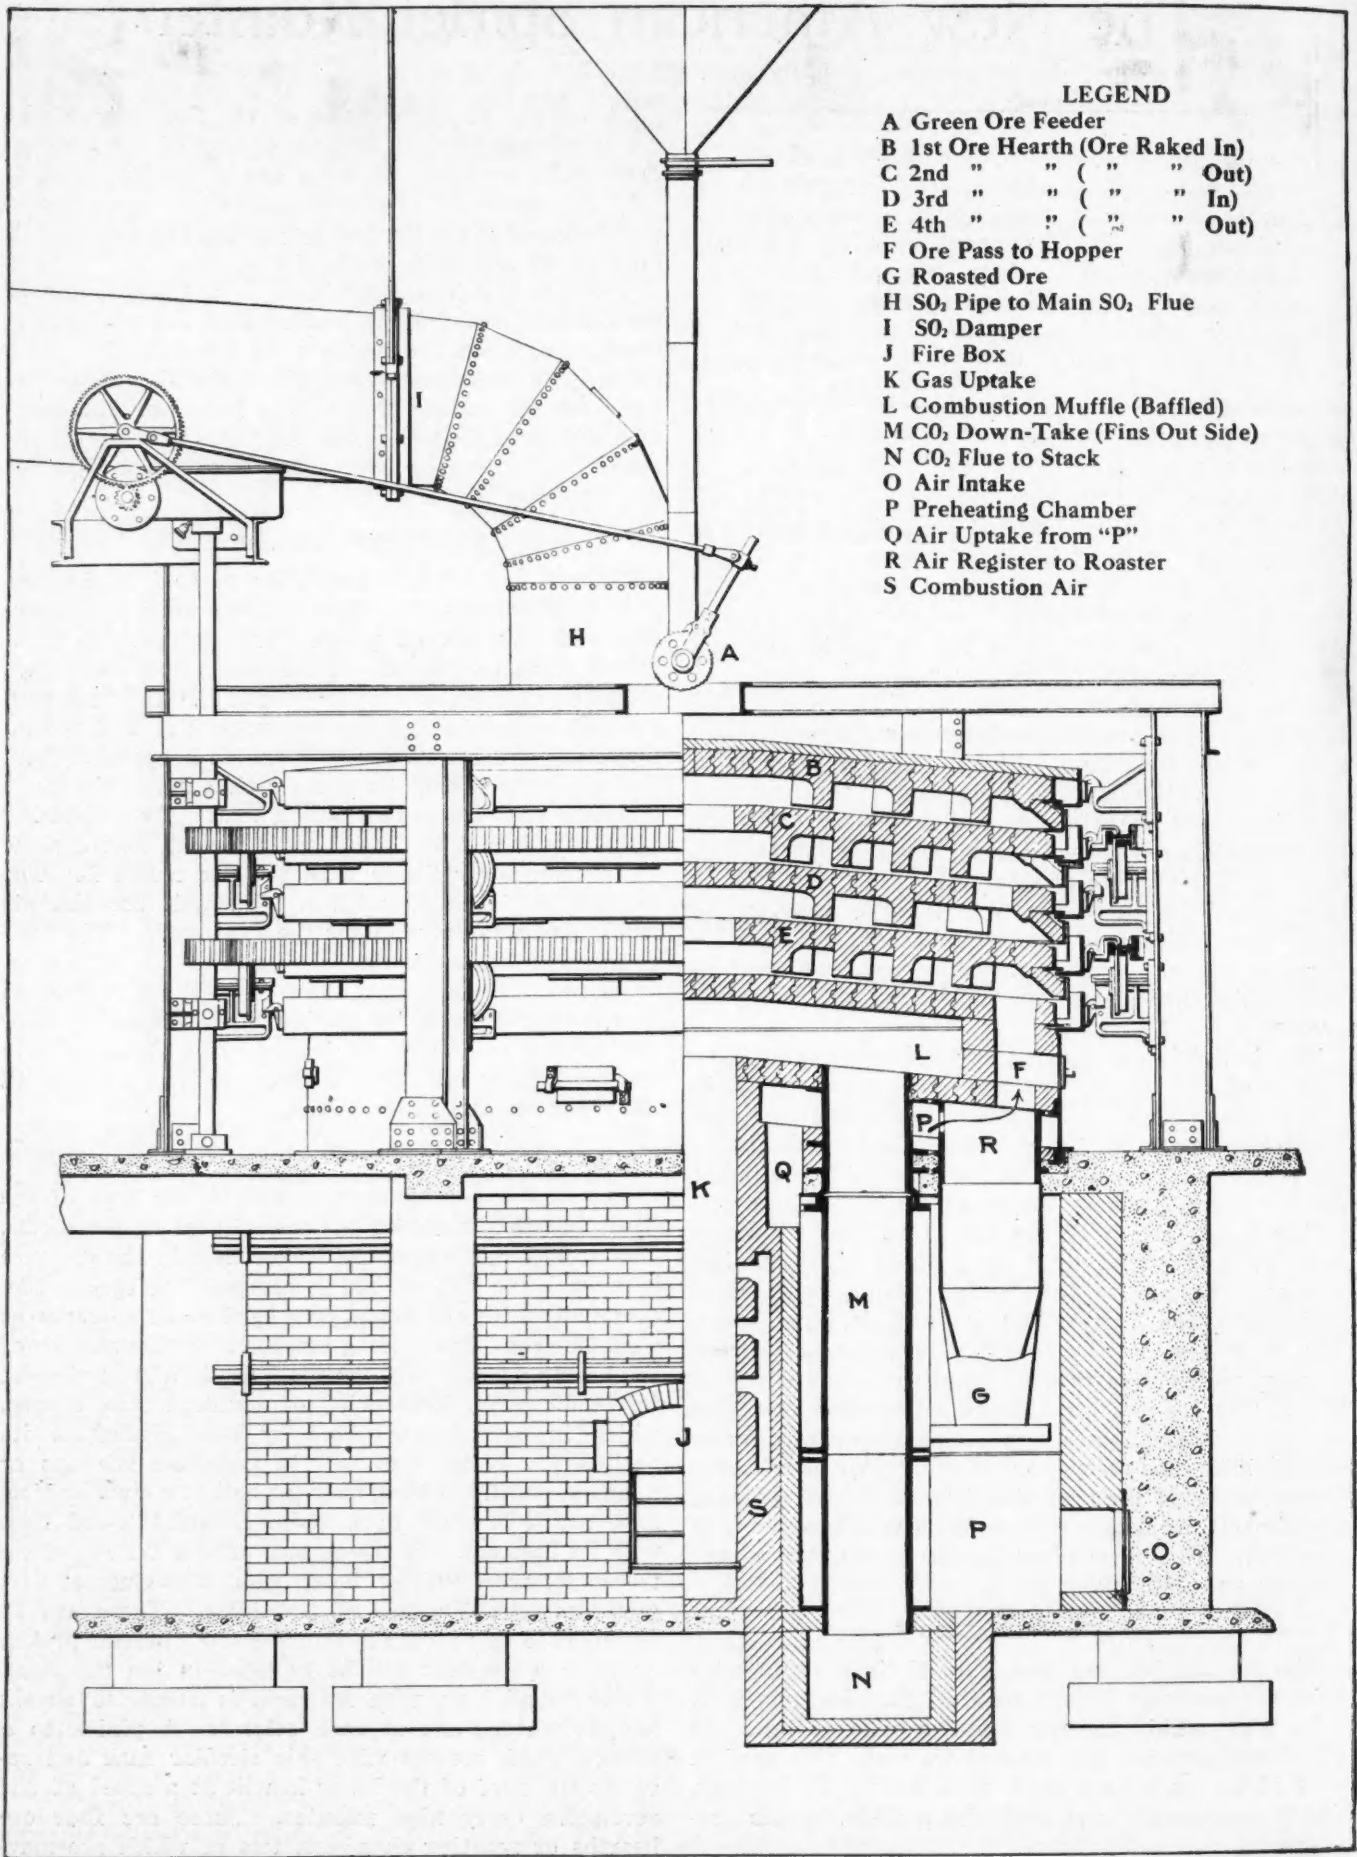 LEGEND
A Green Ore Feeder
B 1st Ore Hearth (Ore Raked In)
C 2nd " " ( " " Out)
D 3rd " " ( " " In)
E 4th " " ( " " Out)
F Ore Pass to Hopper
G Roasted Ore
H SO₂ Pipe to Main SO₂ Flue
I SO₂ Damper
J Fire Box
K Gas Uptake
L Combustion Muffle (Baffled)
M CO₂ Down-Take (Fins Out Side)
N CO₂ Flue to Stack
O Air Intake
P Preheating Chamber
Q Air Uptake from “P”
R Air Register to Roaster
S Combustion Air
I
H
A
B
C
D
E
L
F
P
R
Q
K
M
G
J
S
P
O
N